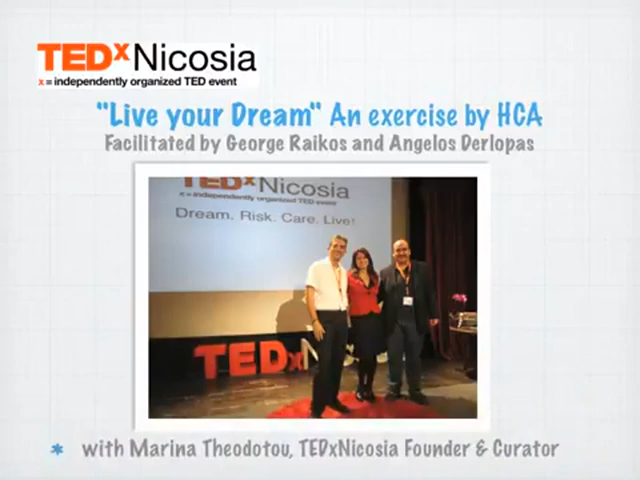 TEDxNicosia
x = independently organized TED event
"Live your Dream" An exercise by HCA
Facilitated by George Raikos and Angelos Derlopas
TEDxNicosia
x = independently organized TED event
Dream. Risk. Care. Live!
TEDxNicosia
* with Marina Theodotou, TEDxNicosia Founder & Curator